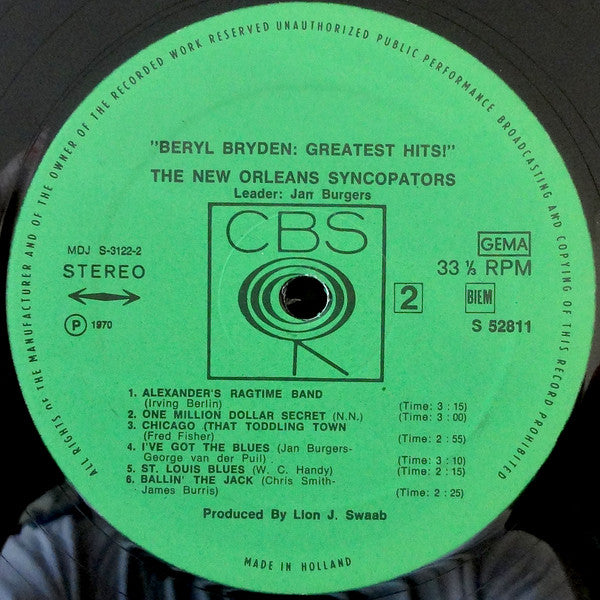 ALL RIGHTS OF THE MANUFACTURER AND OF THE OWNER OF THE RECORDED WORK RESERVED UNAUTHORIZED PUBLIC PERFORMANCE BROADCASTING AND COPYING OF THIS RECORD PROHIBITED
"BERYL BRYDEN: GREATEST HITS!"
THE NEW ORLEANS SYNCOPATORS
Leader: Jan Burgers
CBS
MDJ S-3122-2
STEREO
℗ 1970
GEMA
33 ⅓ RPM
2
BIEM
S 52811
1. ALEXANDER'S RAGTIME BAND
(Irving Berlin) (Time: 3 : 15)
2. ONE MILLION DOLLAR SECRET (N.N.) (Time: 3 : 00)
3. CHICAGO (THAT TODDLING TOWN
(Fred Fisher) (Time: 2 : 55)
4. I'VE GOT THE BLUES (Jan Burgers-
George van der Puil) (Time: 3 : 10)
5. ST. LOUIS BLUES (W. C. Handy) (Time: 2 : 15)
6. BALLIN' THE JACK (Chris Smith-
James Burris) (Time: 2 : 25)
Produced By Lion J. Swaab
MADE IN HOLLAND